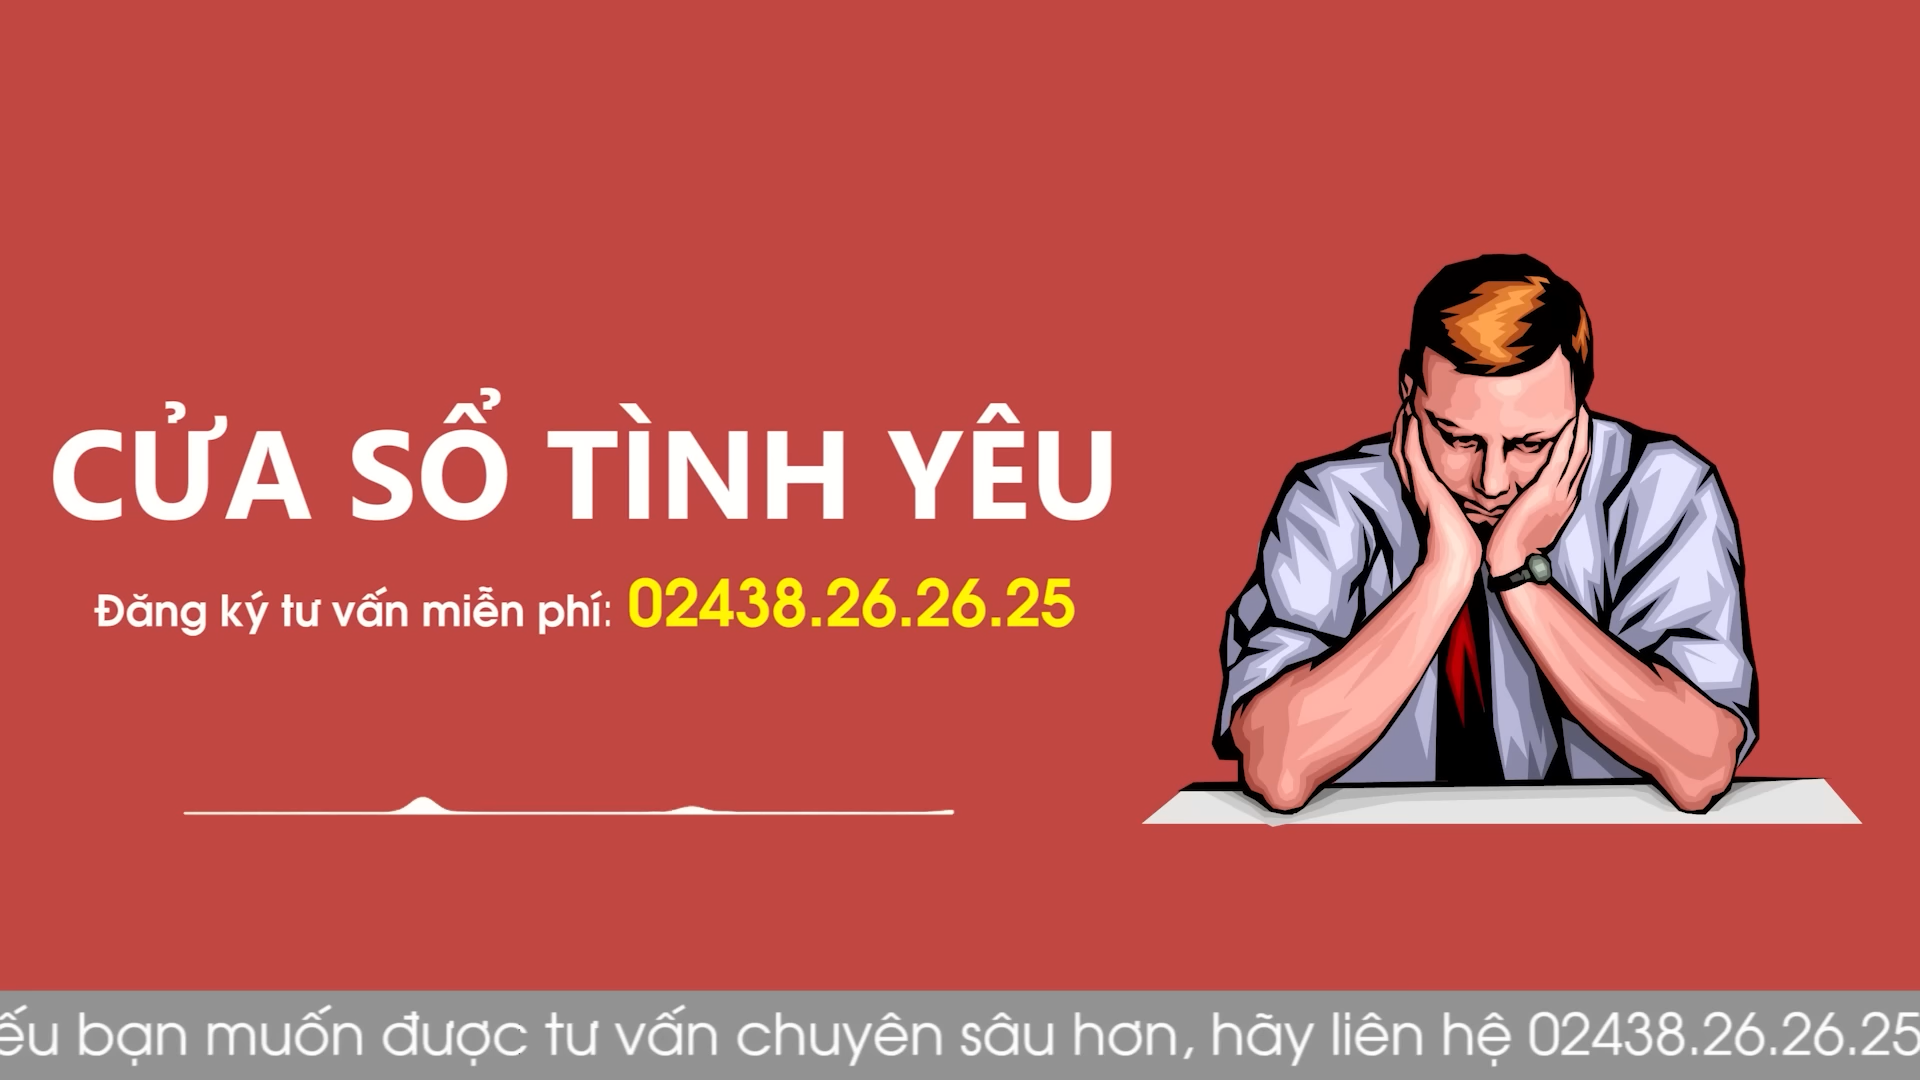 CỬA SỔ TÌNH YÊU
Đăng ký tư vấn miễn phí: 02438.26.26.25
ếu bạn muốn được tư vấn chuyên sâu hơn, hãy liên hệ 02438.26.26.25